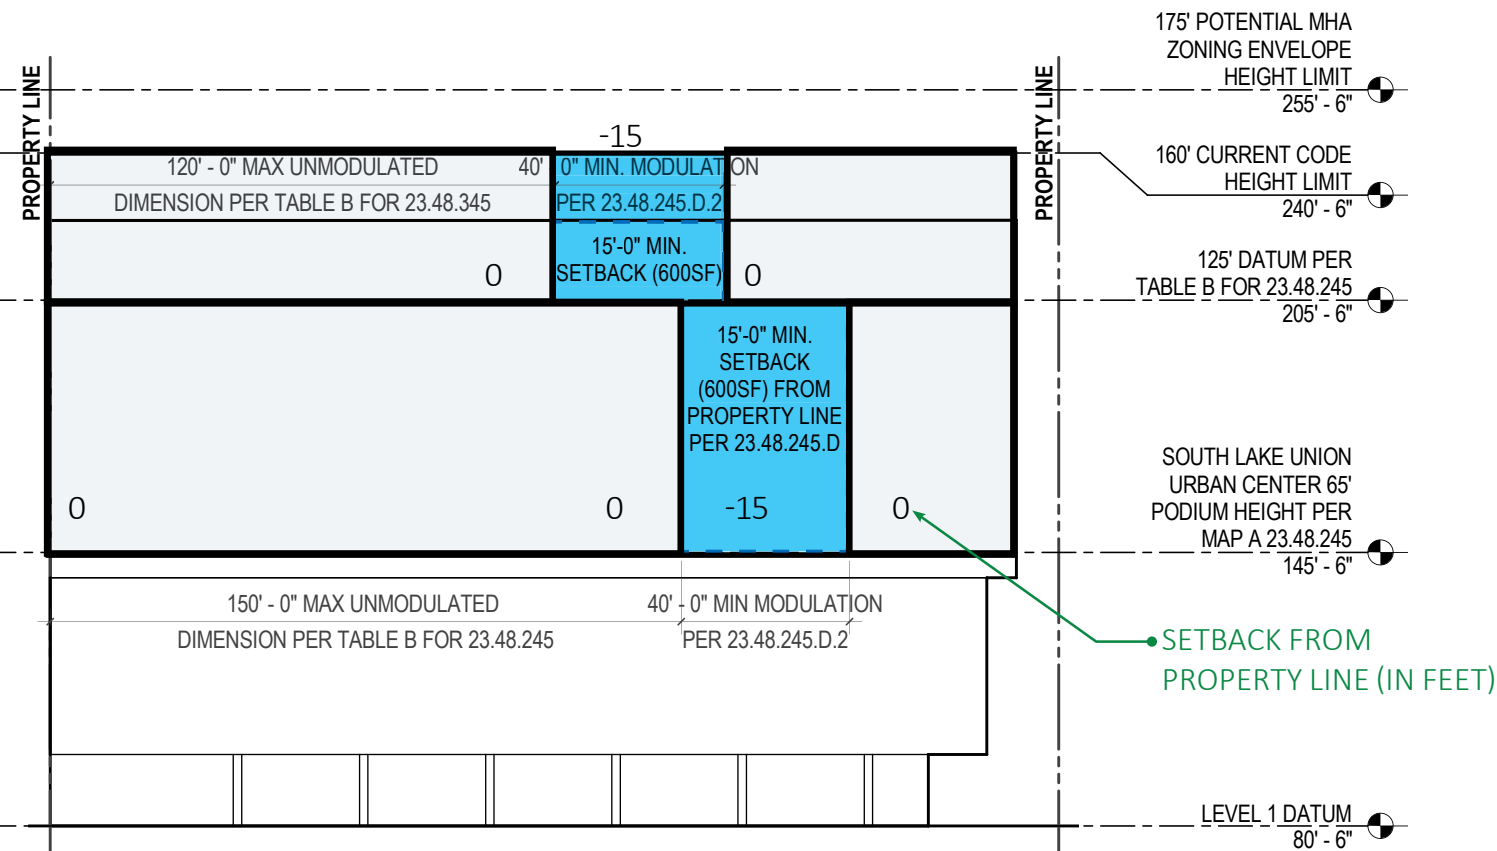 175' POTENTIAL MHA
ZONING ENVELOPE
HEIGHT LIMIT
255' - 6"
PROPERTY LINE
PROPERTY LINE
-15
120' - 0" MAX UNMODULATED
40' 0" MIN. MODULATION
DIMENSION PER TABLE B FOR 23.48.345
PER 23.48.245.D.2
160' CURRENT CODE
HEIGHT LIMIT
240' - 6"
15'-0" MIN.
SETBACK (600SF)
0
0
125' DATUM PER
TABLE B FOR 23.48.245
205' - 6"
15'-0" MIN.
SETBACK
(600SF) FROM
PROPERTY LINE
PER 23.48.245.D
0
0
-15
0
SOUTH LAKE UNION
URBAN CENTER 65'
PODIUM HEIGHT PER
MAP A 23.48.245
145' - 6"
150' - 0" MAX UNMODULATED
40' - 0" MIN MODULATION
DIMENSION PER TABLE B FOR 23.48.245
PER 23.48.245.D.2
SETBACK FROM
PROPERTY LINE (IN FEET)
LEVEL 1 DATUM
80' - 6"